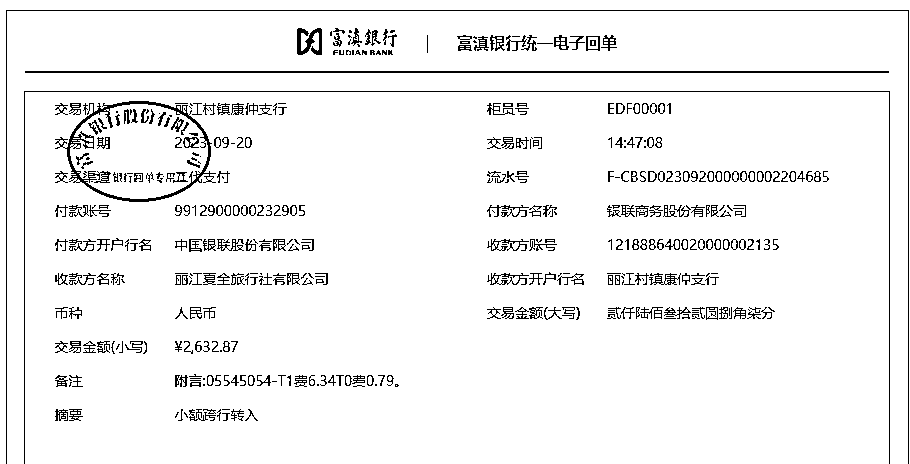 富滇银行 FUDIAN BANK | 富滇银行统一电子回单
交易机构 丽江村镇康仲支行 柜员号 EDF00001
交易日期 2023-09-20 交易时间 14:47:08
交易渠道 二代支付 流水号 F-CBSD023092000000002204685
付款账号 9912900000232905 付款方名称 银联商务股份有限公司
付款方开户行名 中国银联股份有限公司 收款方账号 121888640020000002135
收款方名称 丽江夏全旅行社有限公司 收款方开户行名 丽江村镇康仲支行
币种 人民币 交易金额(大写) 贰仟陆佰叁拾贰圆捌角柒分
交易金额(小写) ¥2,632.87
备注 附言:05545054-T1费6.34T0费0.79。
摘要 小额跨行转入
富滇银行股份有限公司
银行回单专用